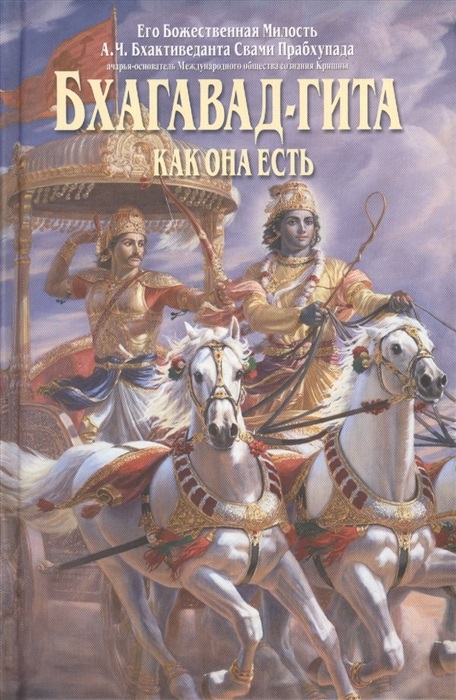 Его Божественная Милость
А.Ч. Бхактиведанта Свами Прабхупада
ачарья-основатель Международного общества сознания Кришны
БХАГАВАД-ГИТА
КАК ОНА ЕСТЬ